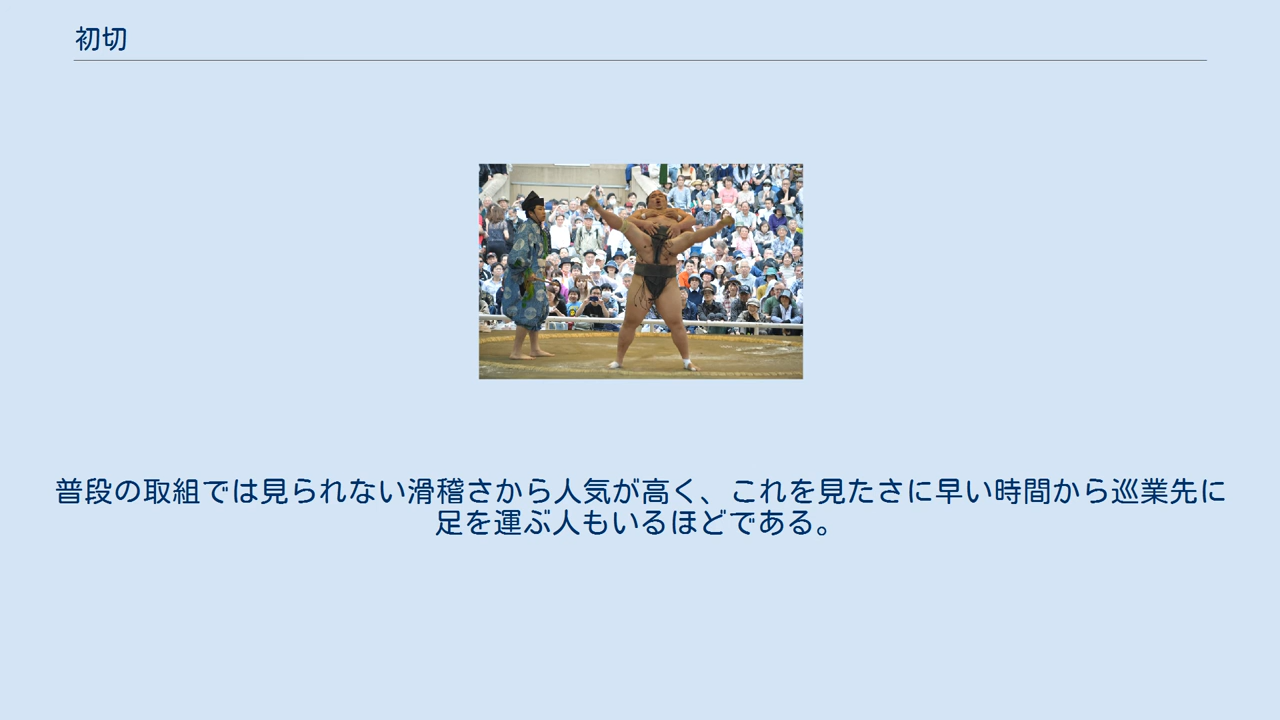 初切
普段の取組では見られない滑稽さから人気が高く、これを見たさに早い時間から巡業先に
足を運ぶ人もいるほどである。